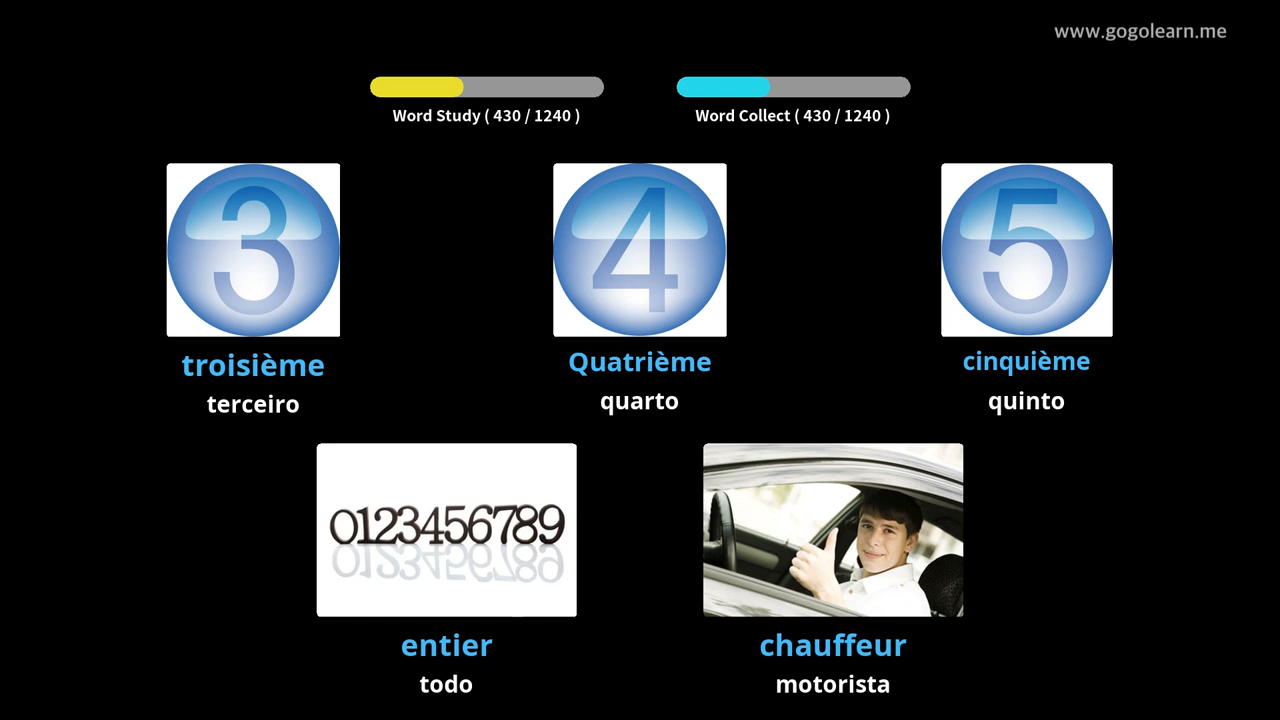 www.gogolearn.me
Word Study ( 430 / 1240 )
Word Collect ( 430 / 1240 )
3
4
5
troisième
Quatrième
cinquième
terceiro
quarto
quinto
0123456789
entier
chauffeur
todo
motorista